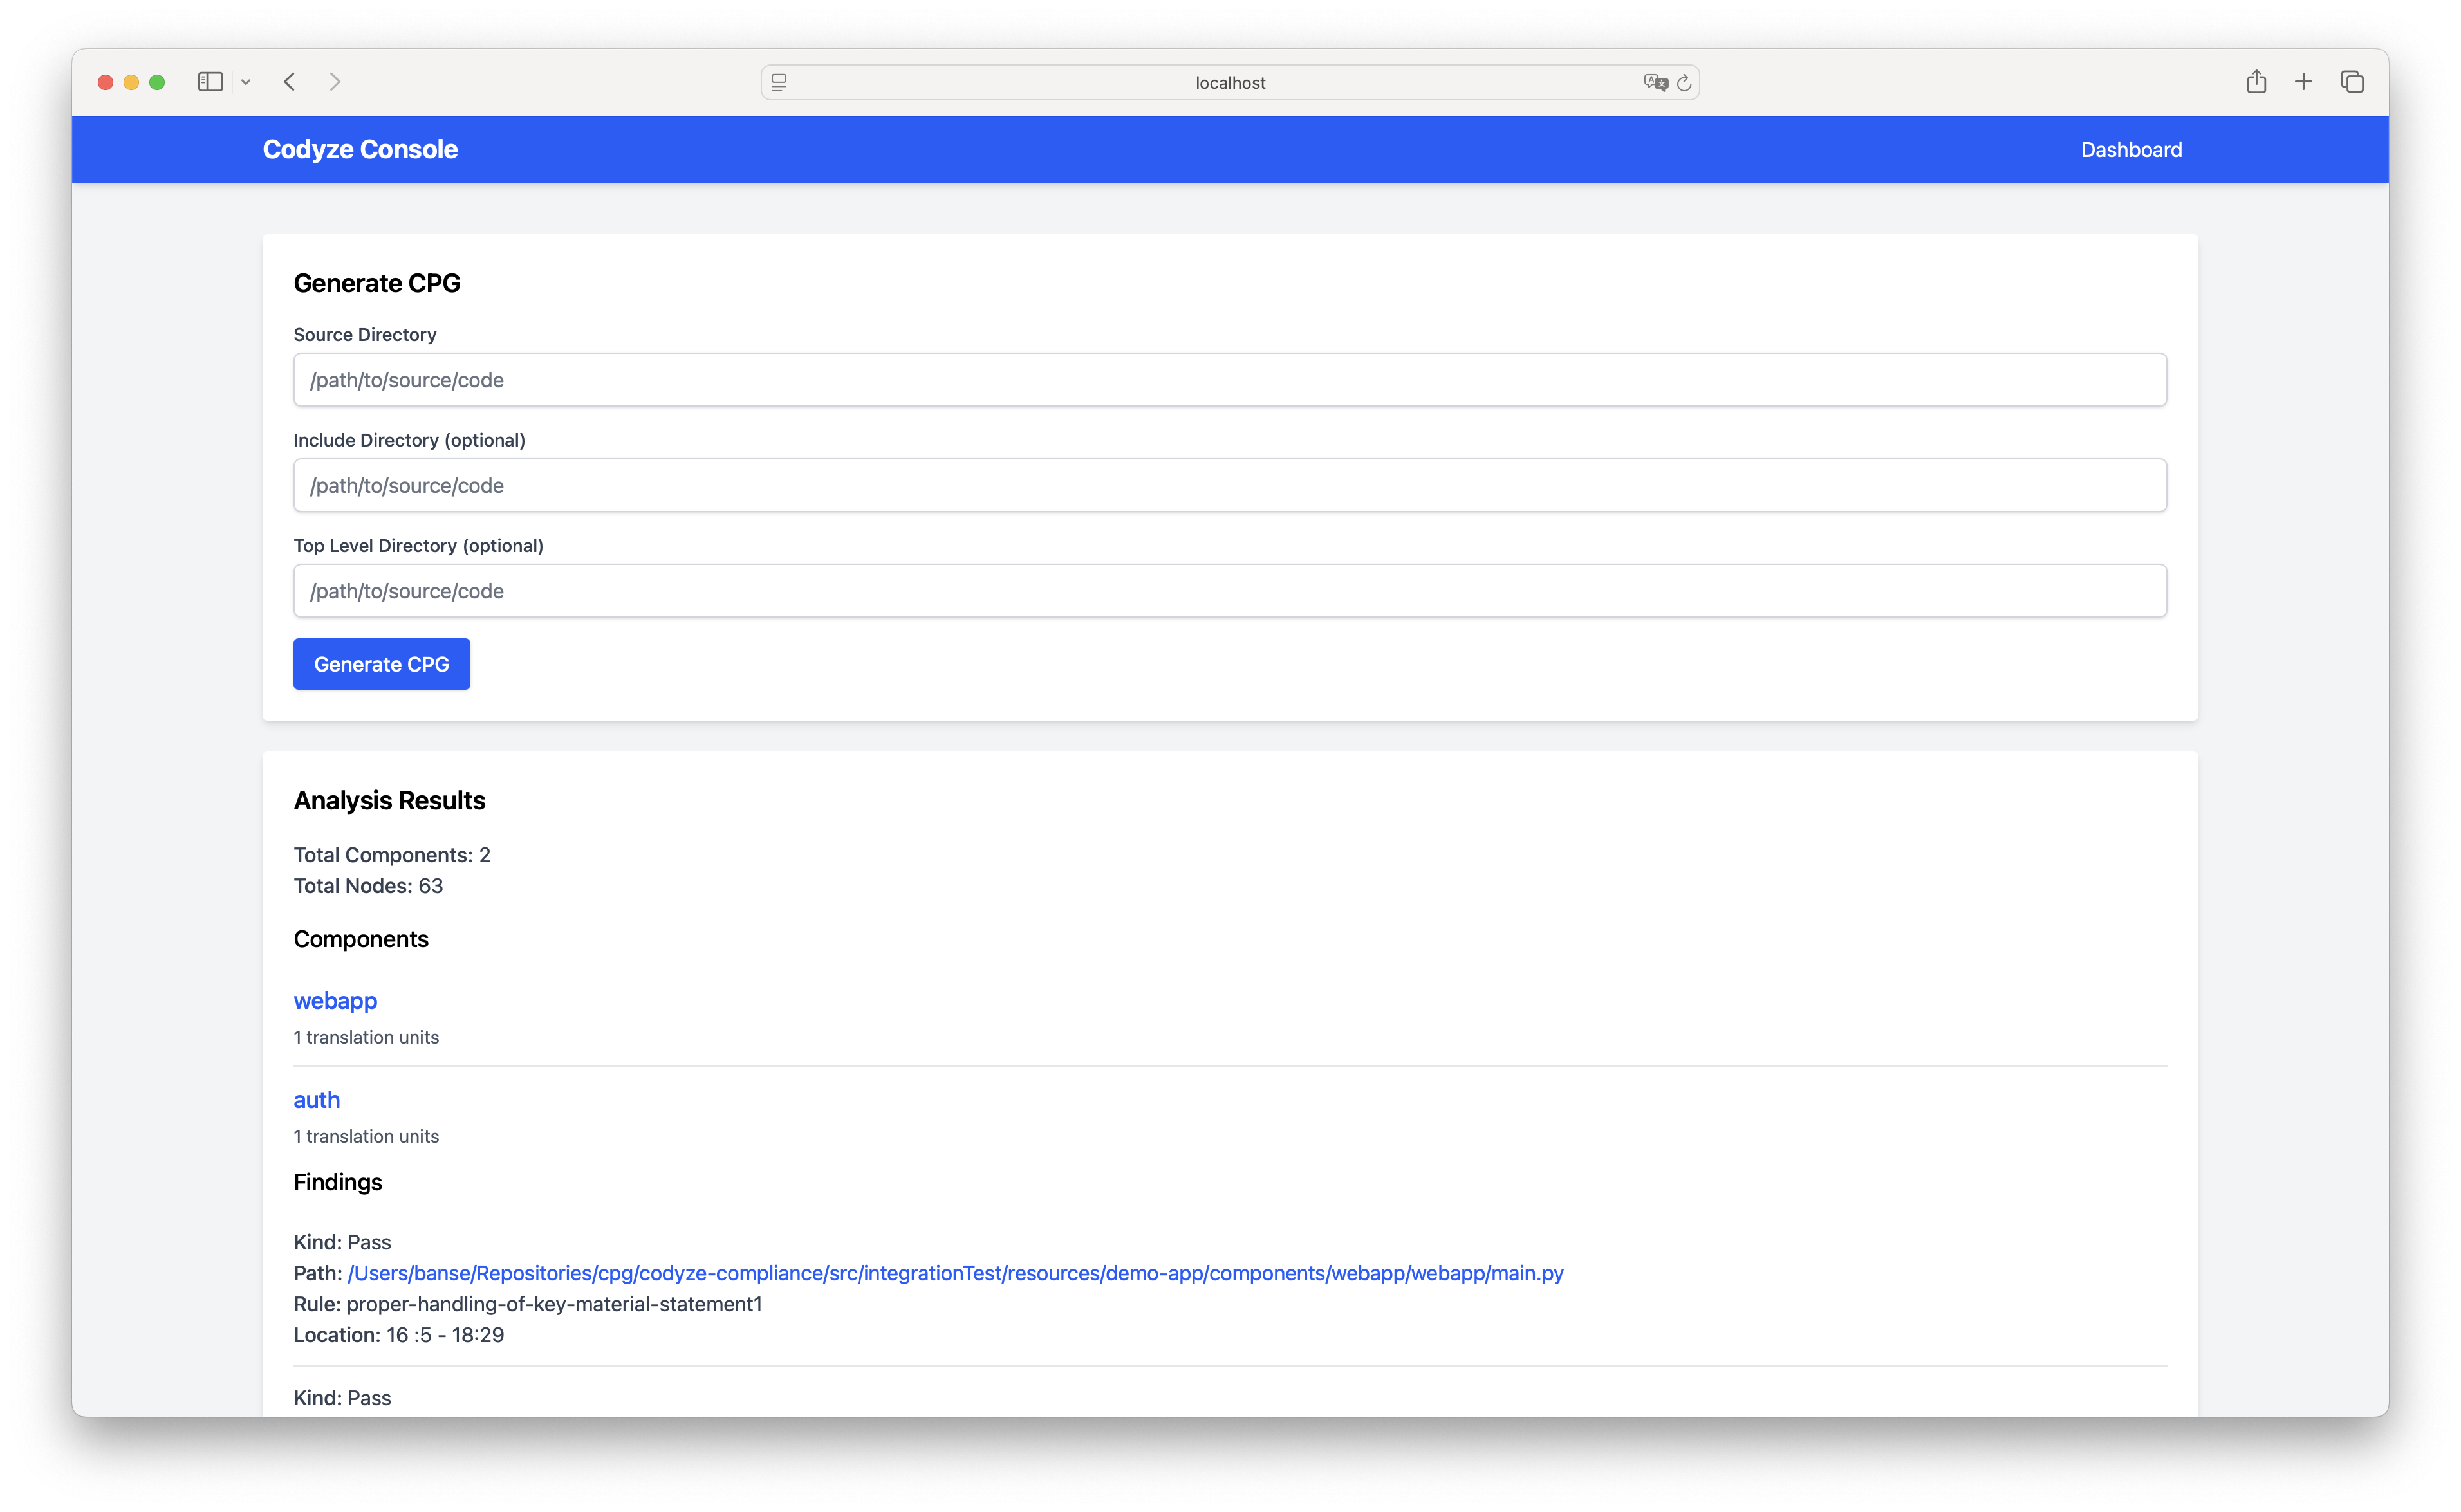 localhost
Codyze Console
Dashboard
Generate CPG
Source Directory
/path/to/source/code
Include Directory (optional)
/path/to/source/code
Top Level Directory (optional)
/path/to/source/code
Generate CPG
Analysis Results
Total Components: 2
Total Nodes: 63
Components
webapp
1 translation units
auth
1 translation units
Findings
Kind: Pass
Path: /Users/banse/Repositories/cpg/codyze-compliance/src/integrationTest/resources/demo-app/components/webapp/webapp/main.py
Rule: proper-handling-of-key-material-statement1
Location: 16 :5 - 18:29
Kind: Pass